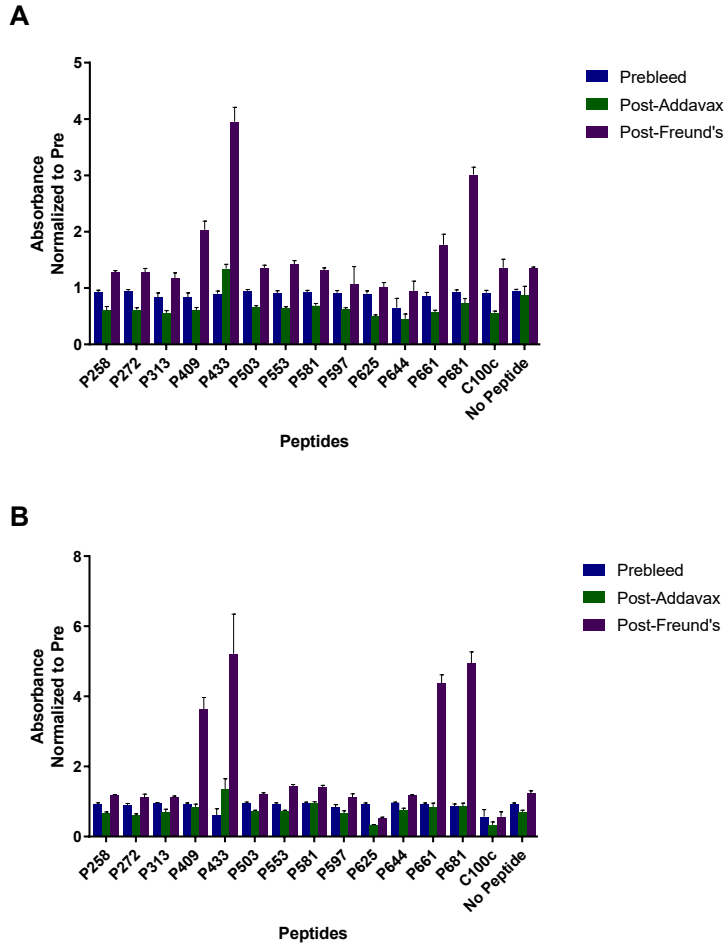 A
5
4
3
2
1
0
Absorbance
Normalized to Pre
Prebleed
Post-Addavax
Post-Freund's
P258
P272
P313
P409
P433
P503
P553
P581
P597
P625
P644
P661
P681
C100c
No Peptide
Peptides
B
8
6
4
2
0
Absorbance
Normalized to Pre
Prebleed
Post-Addavax
Post-Freund's
P258
P272
P313
P409
P433
P503
P553
P581
P597
P625
P644
P661
P681
C100c
No Peptide
Peptides